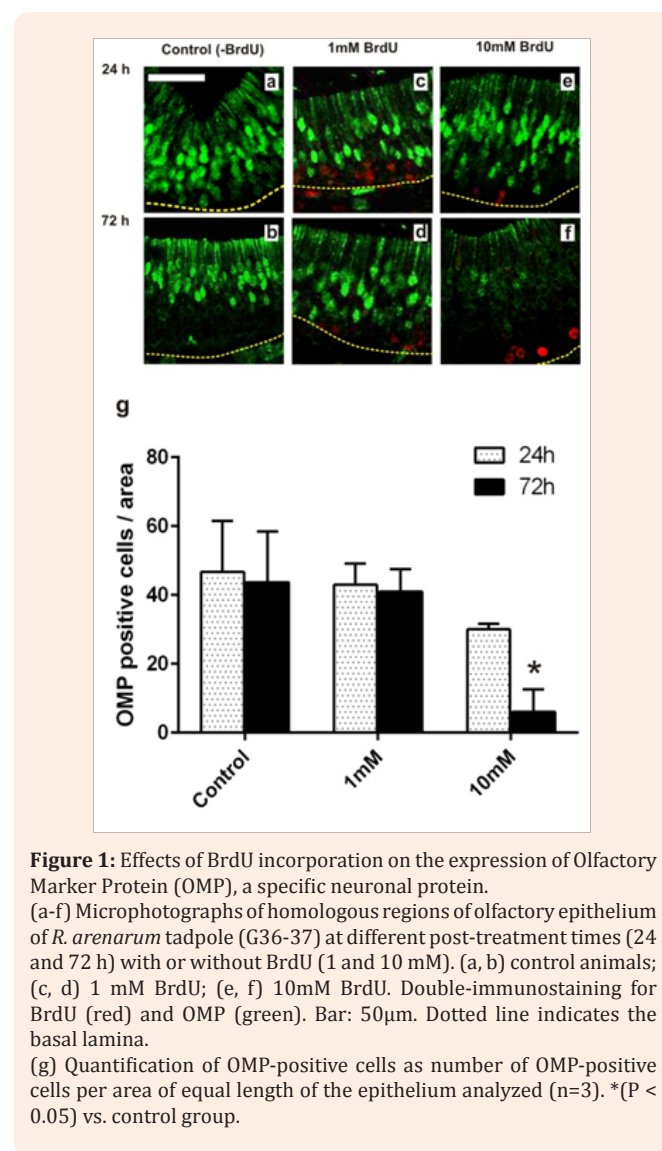 Control (-BrdU) 1mM BrdU 10mM BrdU
24 h
a c e
72 h
b d f
g
80
60
40
20
0
OMP positive cells / area
24h
72h
*
Control 1mM 10mM
Figure 1: Effects of BrdU incorporation on the expression of Olfactory
Marker Protein (OMP), a specific neuronal protein.
(a-f) Microphotographs of homologous regions of olfactory epithelium
of R. arenarum tadpole (G36-37) at different post-treatment times (24
and 72 h) with or without BrdU (1 and 10 mM). (a, b) control animals;
(c, d) 1 mM BrdU; (e, f) 10mM BrdU. Double-immunostaining for
BrdU (red) and OMP (green). Bar: 50µm. Dotted line indicates the
basal lamina.
(g) Quantification of OMP-positive cells as number of OMP-positive
cells per area of equal length of the epithelium analyzed (n=3). *(P <
0.05) vs. control group.